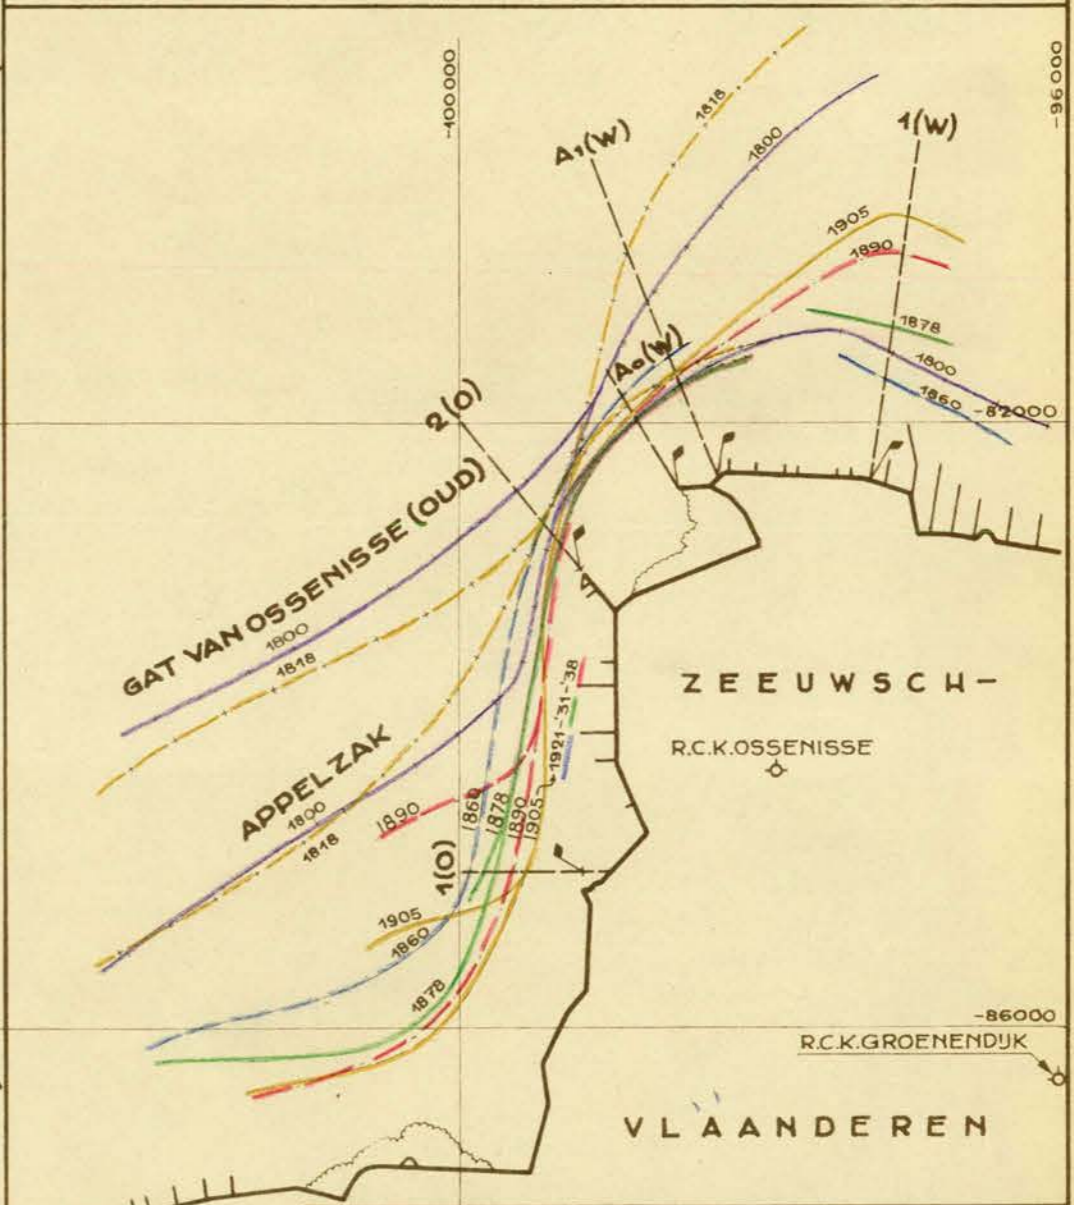 -400000
-96000
1818
1800
A1(W)
1(W)
1905
1890
1878
1800
1860
-82000
A0(W)
2(O)
GAT VAN OSSENISSE (OUD)
1800
1818
ZEEUWSCH-
R.C.K. OSSENISSE
1921-'31-'38
APPELZAK
1800
1818
1890
1860
1878
1890
1905
1(O)
1905
1860
1878
-86000
R.C.K. GROENENDIJK
VLAANDEREN